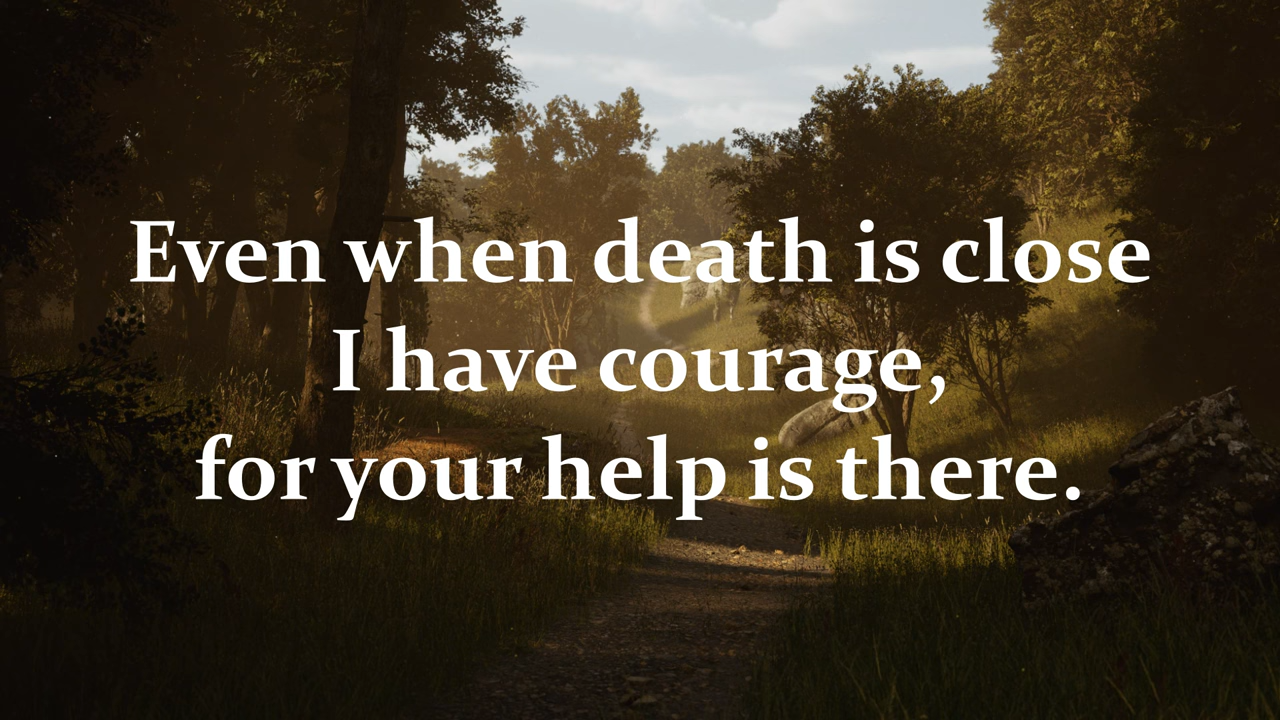 Even when death is close
I have courage,
for your help is there.